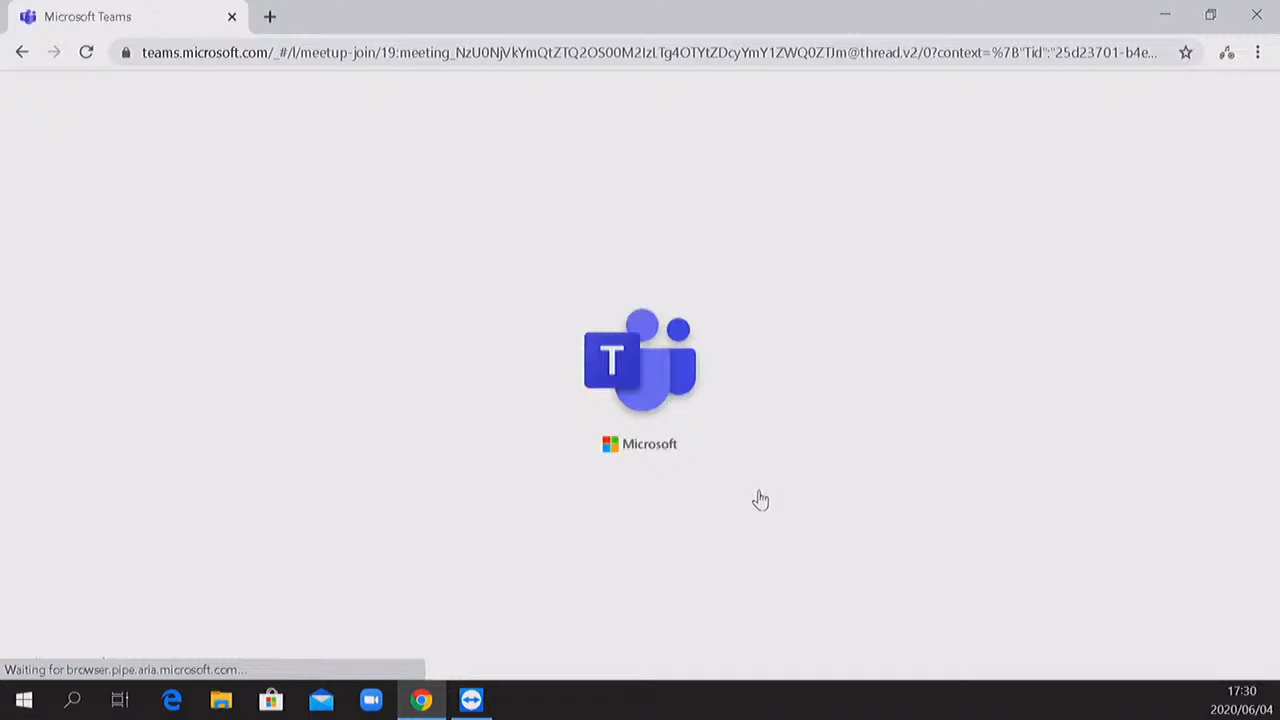 Microsoft Teams
teams.microsoft.com/_#/l/meetup-join/19:meeting_NzU0NjVkYmQtZTQ2OS00M2IzLTg4OTYtZDcyYmY1ZWQ0ZTJm@thread.v2/0?context=%7B"Tid":"25d23701-b4e...
T
Microsoft
Waiting for browser.pipe.aria.microsoft.com...
17:30
2020/06/04